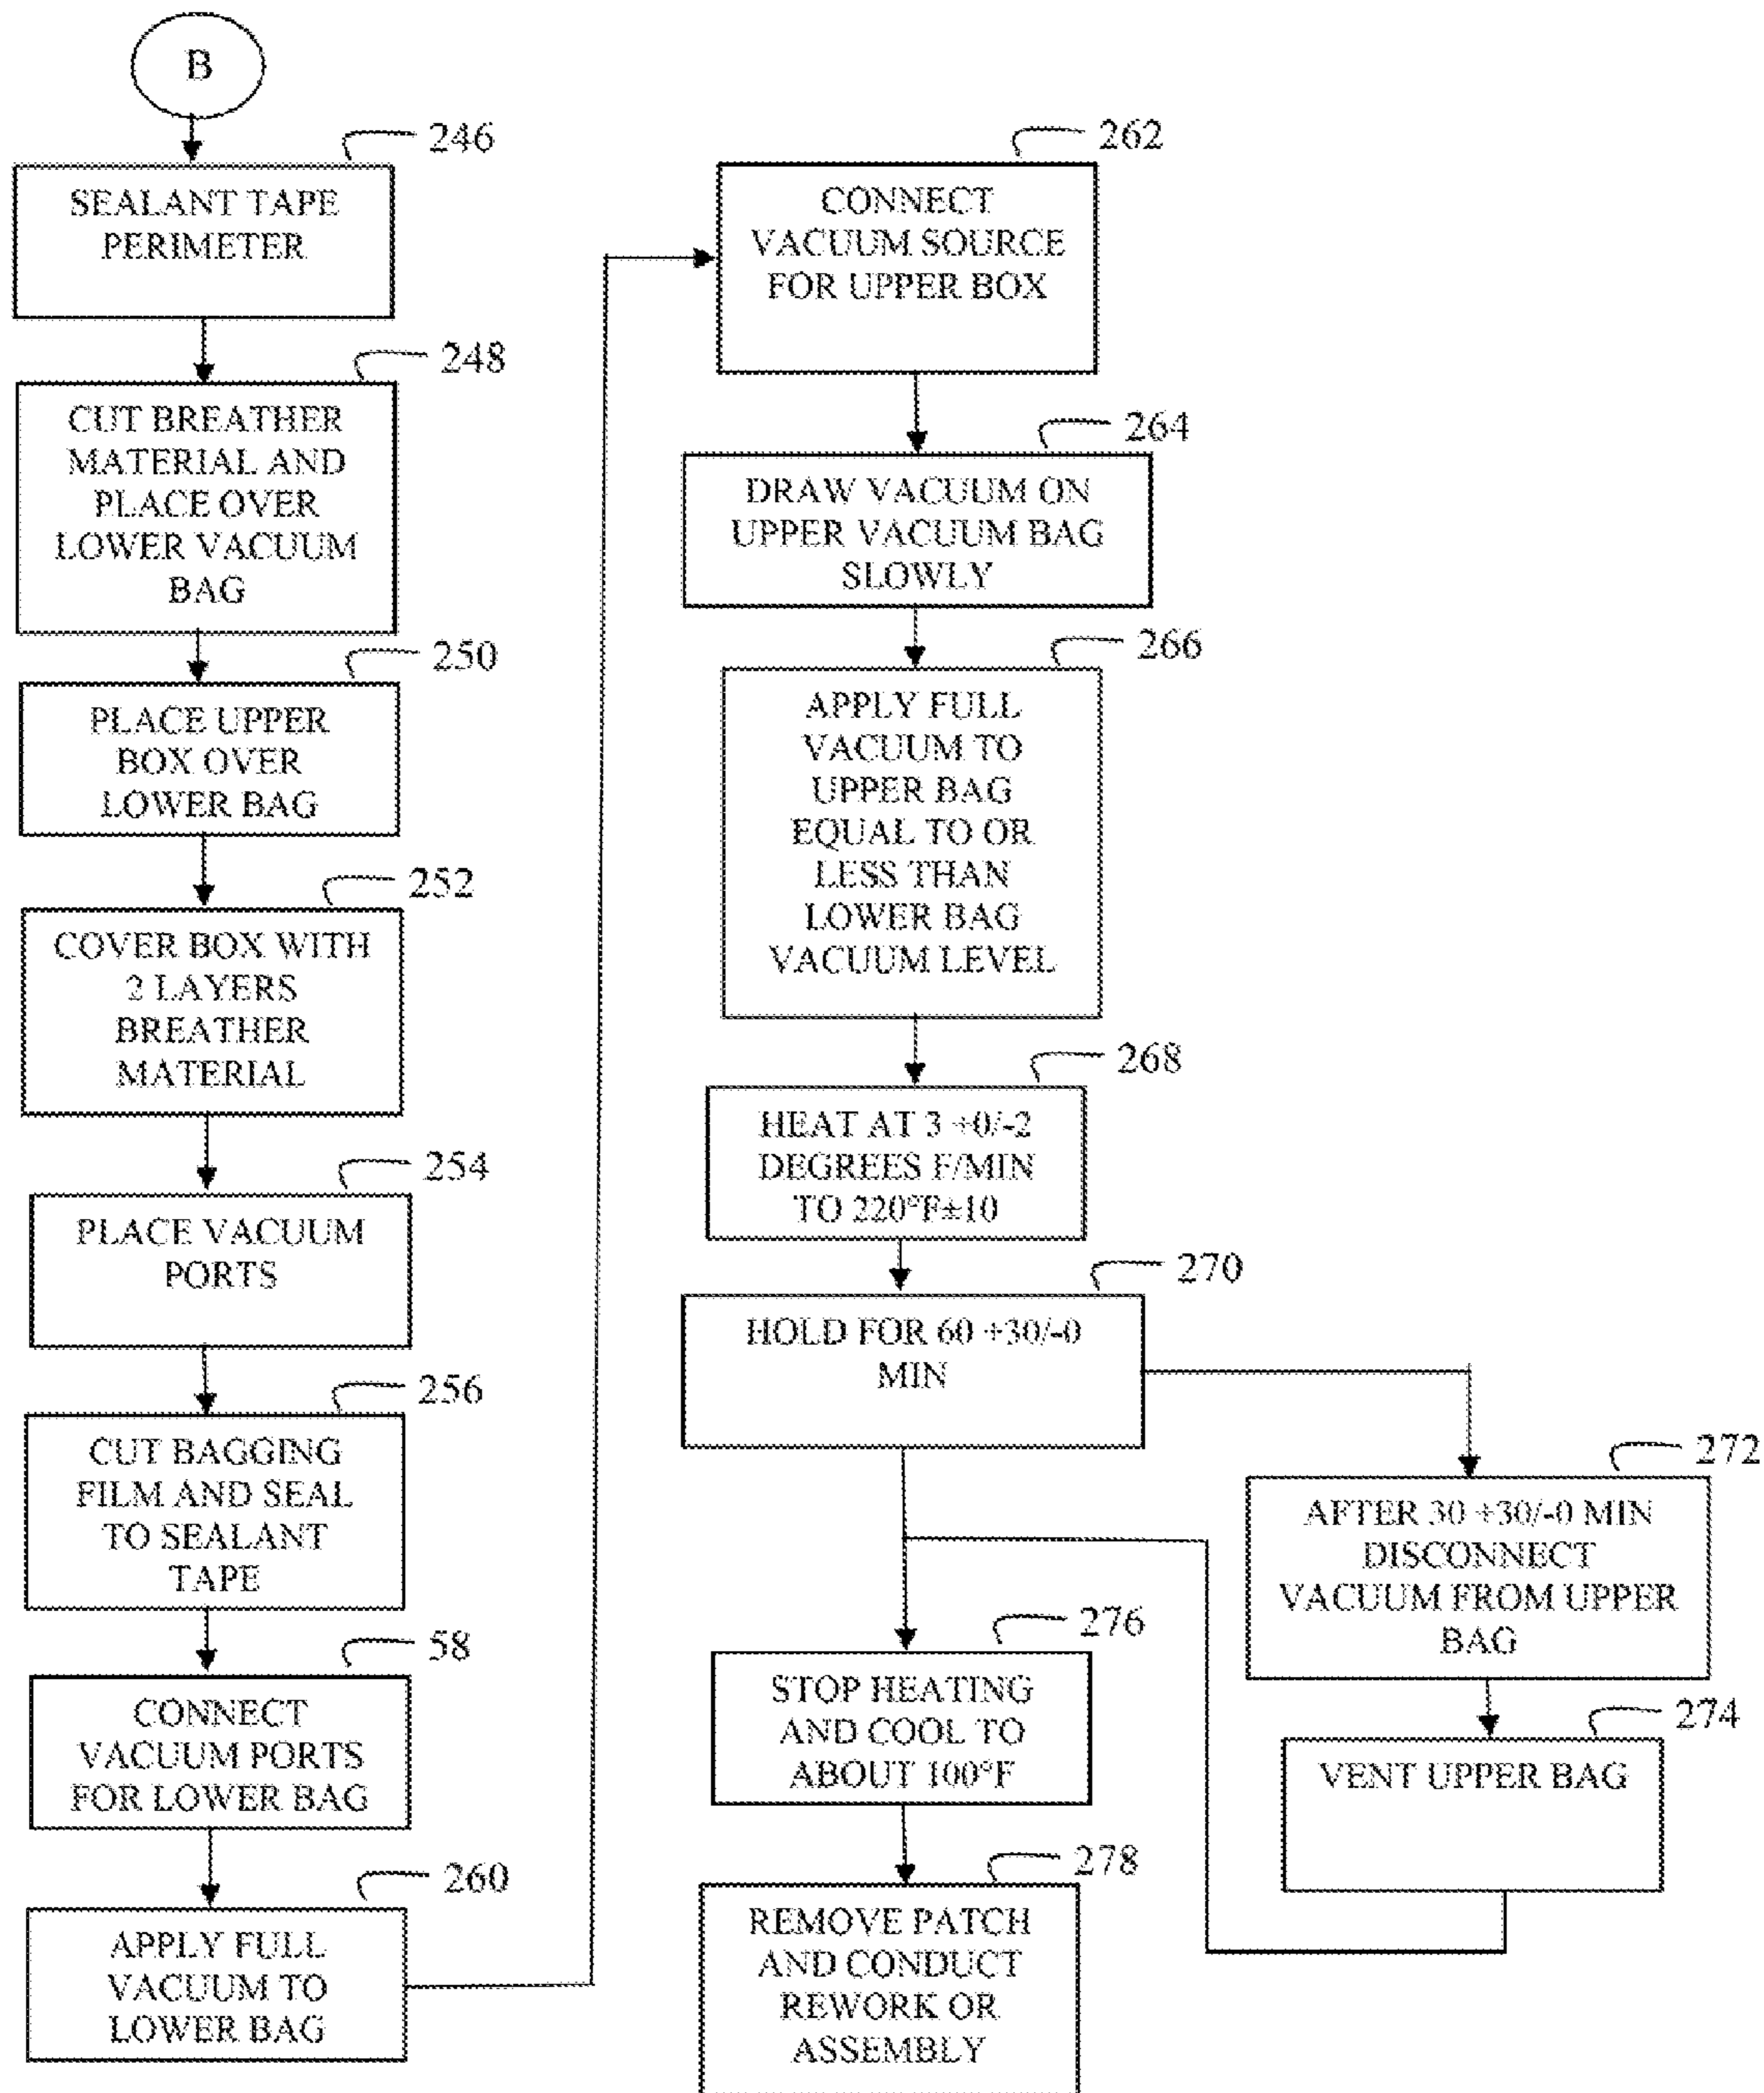 B
246
SEALANT TAPE
PERIMETER
248
CUT BREATHER
MATERIAL AND
PLACE OVER
LOWER VACUUM
BAG
250
PLACE UPPER
BOX OVER
LOWER BAG
252
COVER BOX WITH
2 LAYERS
BREATHER
MATERIAL
254
PLACE VACUUM
PORTS
256
CUT BAGGING
FILM AND SEAL
TO SEALANT
TAPE
58
CONNECT
VACUUM PORTS
FOR LOWER BAG
260
APPLY FULL
VACUUM TO
LOWER BAG
262
CONNECT
VACUUM SOURCE
FOR UPPER BOX
264
DRAW VACUUM ON
UPPER VACUUM BAG
SLOWLY
266
APPLY FULL
VACUUM TO
UPPER BAG
EQUAL TO OR
LESS THAN
LOWER BAG
VACUUM LEVEL
268
HEAT AT 3 +0/-2
DEGREES F/MIN
TO 220°F±10
270
HOLD FOR 60 +30/-0
MIN
272
AFTER 30 +30/-0 MIN
DISCONNECT
VACUUM FROM UPPER
BAG
274
VENT UPPER BAG
276
STOP HEATING
AND COOL TO
ABOUT 100°F
278
REMOVE PATCH
AND CONDUCT
REWORK OR
ASSEMBLY